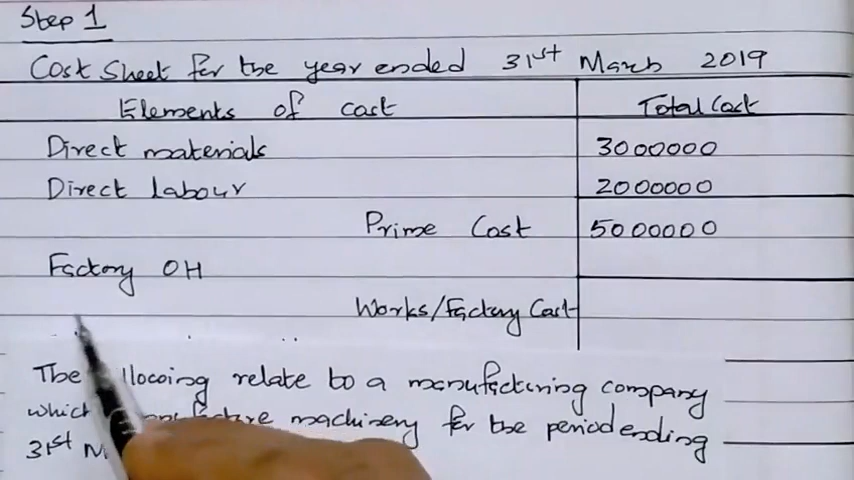 Step 1
Cost Sheet for the year ended 31st March 2019
Elements of cost Total Cost
Direct materials 3000000
Direct labour 2000000
Prime Cost 5000000
Factory OH
Works/Factory Cost
The relate to a manufacturing company
which machinery for the period ending
31st